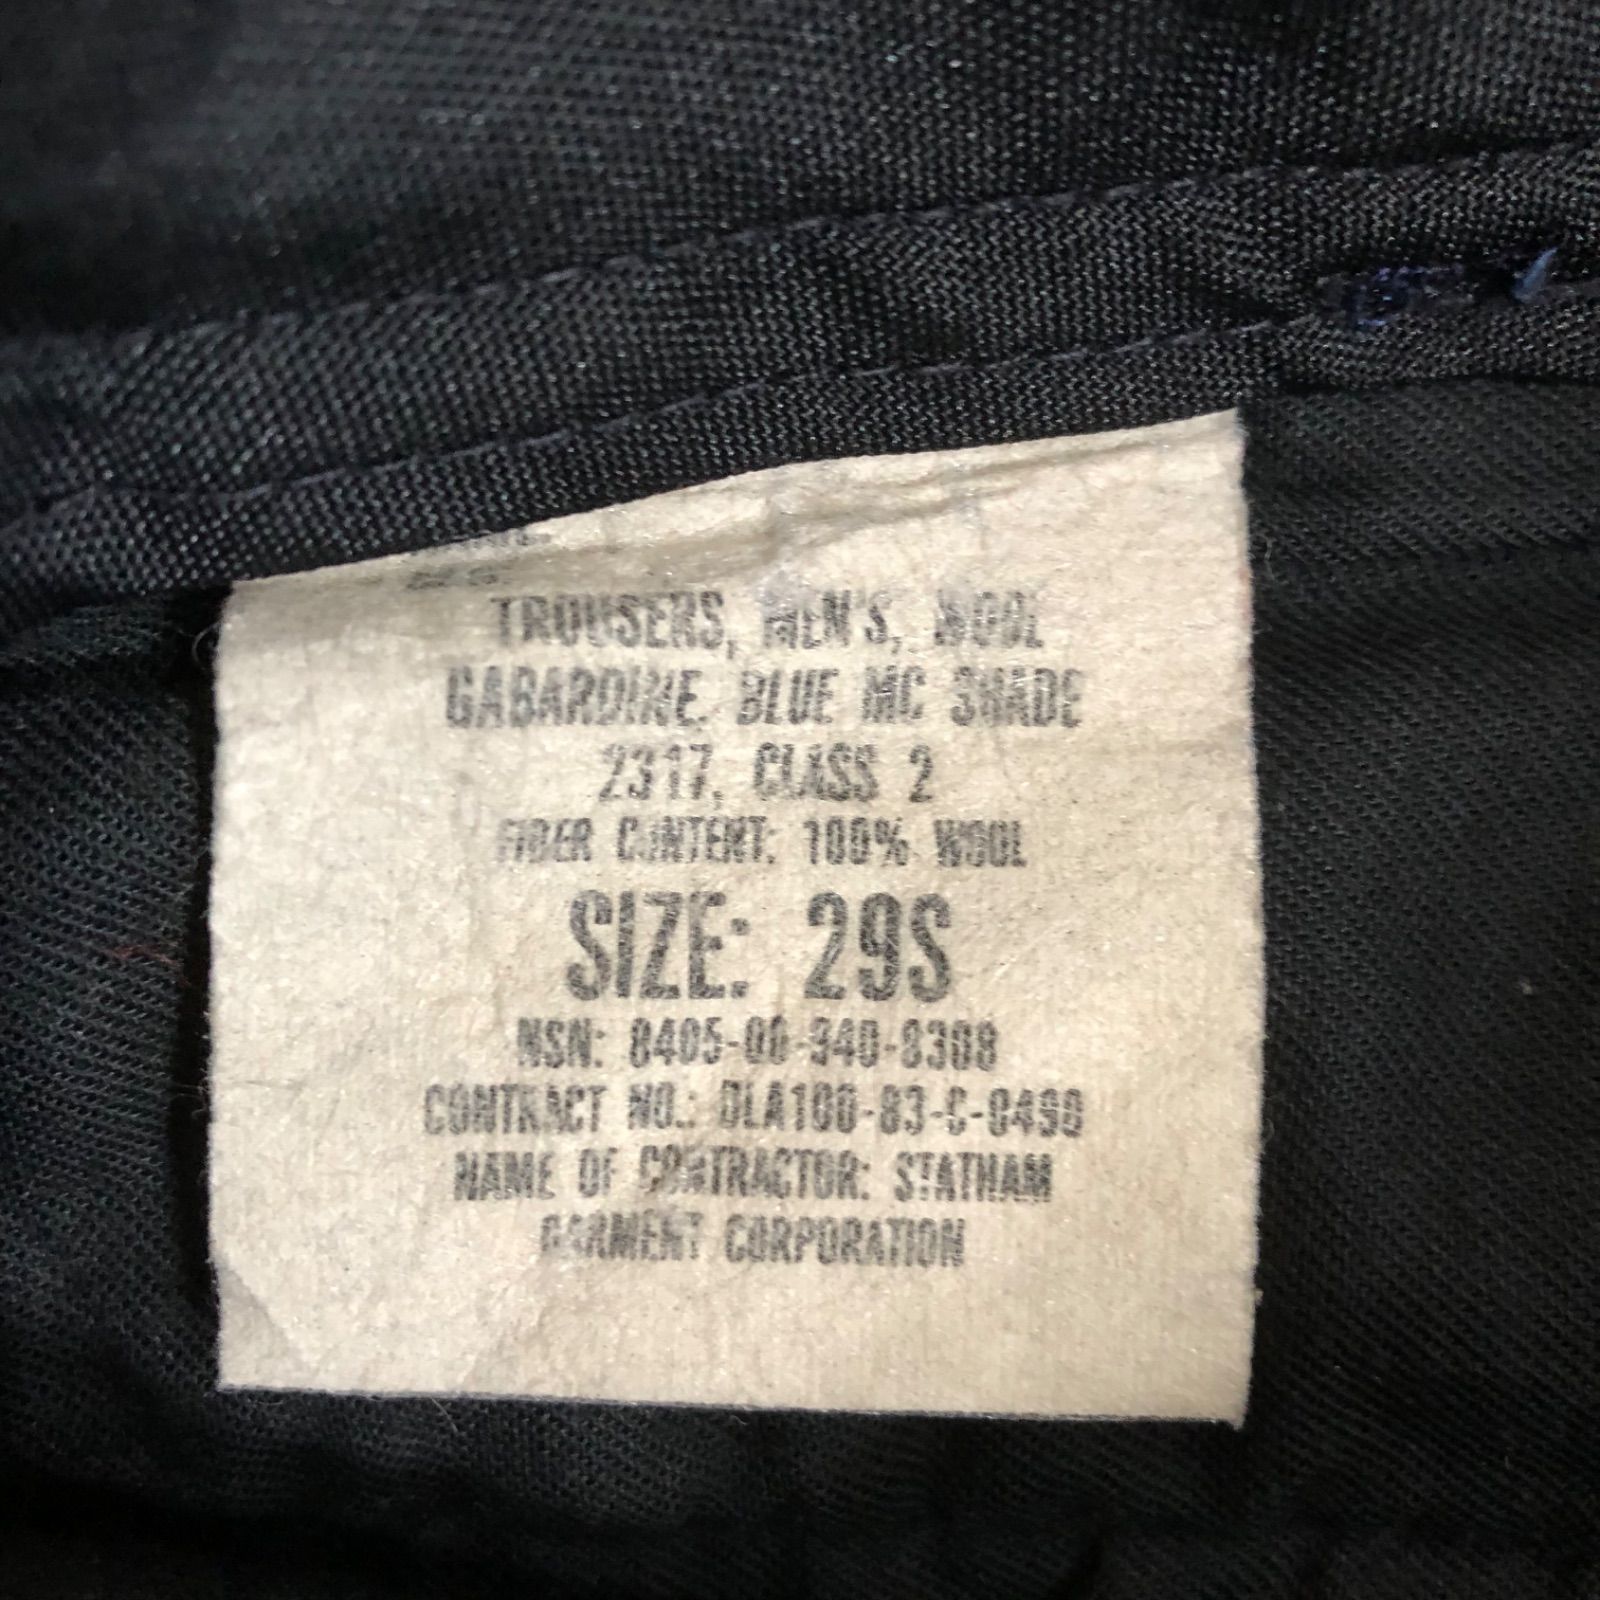 TROUSERS, MEN'S, WOOL
GABARDINE, BLUE MC SHADE
2317, CLASS 2
FIBER CONTENT: 100% WOOL
SIZE: 29S
NSN: 8405-00-940-8308
CONTRACT NO.: DLA100-83-C-0490
NAME OF CONTRACTOR: STATHAM
GARMENT CORPORATION